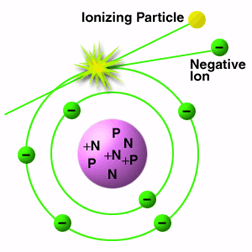 Ionizing Particle
Negative
Ion
P
+N N
N +P
P +
N